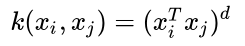 k(x_i, x_j) = (x_i^T x_j)^d